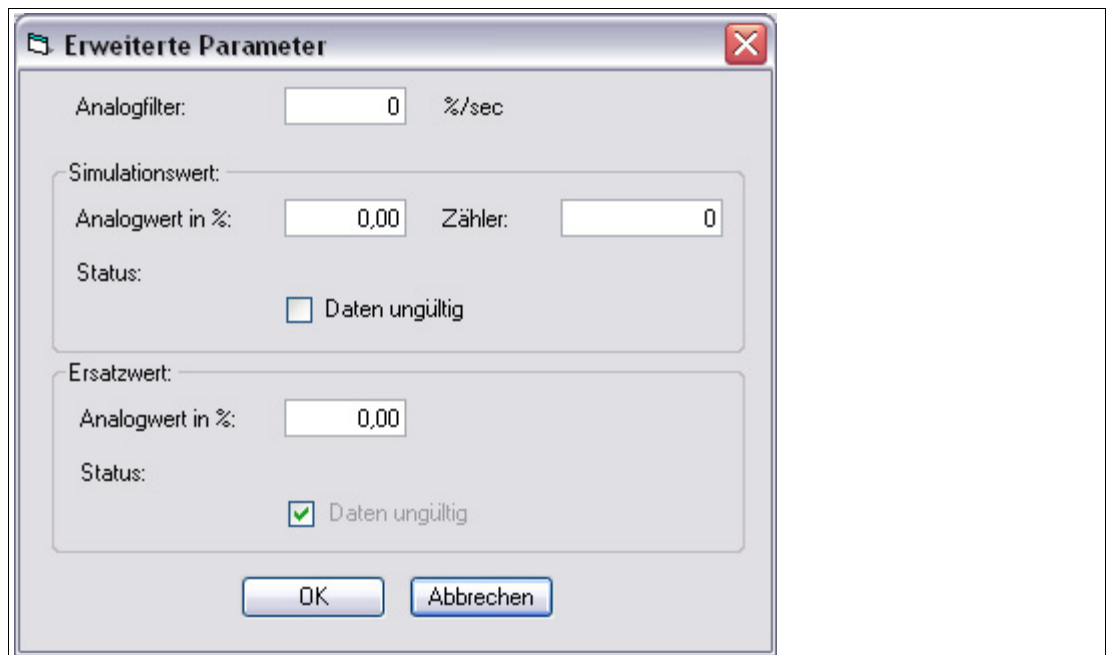 Erweiterte Parameter
Analogfilter: 0 %/sec
Simulationswert:
Analogwert in %: 0,00 Zähler: 0
Status:
Daten ungültig
Ersatzwert:
Analogwert in %: 0,00
Status:
Daten ungültig
OK Abbrechen